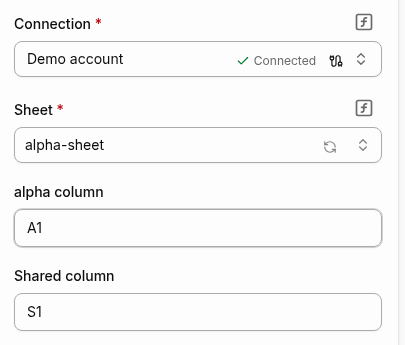 Connection *
Demo account
Connected
Sheet *
alpha-sheet
alpha column
A1
Shared column
S1